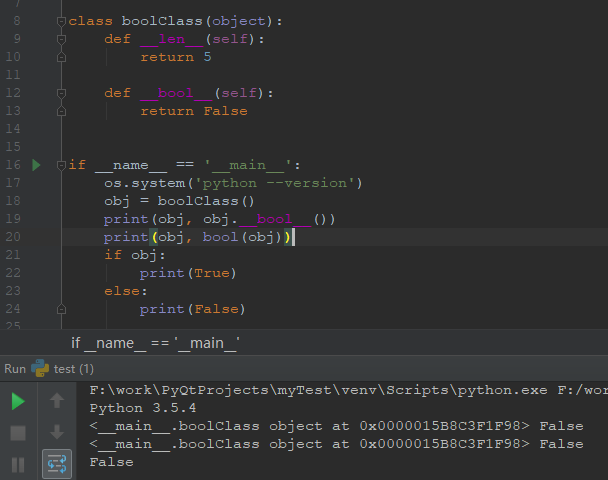 7
8 class boolClass(object):
9 def __len__(self):
10 return 5
11
12 def __bool__(self):
13 return False
14
15
16 if __name__ == '__main__':
17 os.system('python --version')
18 obj = boolClass()
19 print(obj, obj.__bool__())
20 print(obj, bool(obj))
21 if obj:
22 print(True)
23 else:
24 print(False)
25
if __name__ == '__main__'
Run test (1)
F:\work\PyQtProjects\myTest\venv\Scripts\python.exe F:/wor
Python 3.5.4
<__main__.boolClass object at 0x0000015B8C3F1F98> False
<__main__.boolClass object at 0x0000015B8C3F1F98> False
False